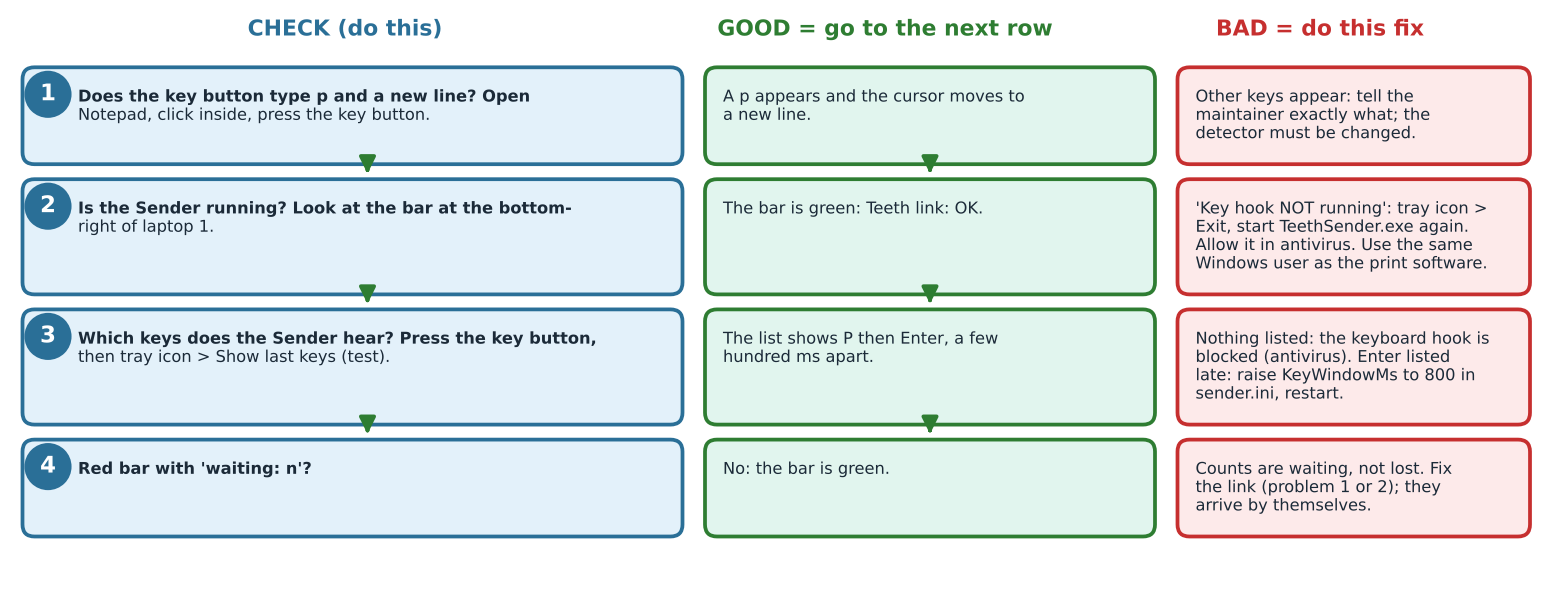 CHECK (do this)
GOOD = go to the next row
BAD = do this fix
1
Does the key button type p and a new line? Open
Notepad, click inside, press the key button.
A p appears and the cursor moves to
a new line.
Other keys appear: tell the
maintainer exactly what; the
detector must be changed.
2
Is the Sender running? Look at the bar at the bottom-
right of laptop 1.
The bar is green: Teeth link: OK.
'Key hook NOT running': tray icon >
Exit, start TeethSender.exe again.
Allow it in antivirus. Use the same
Windows user as the print software.
3
Which keys does the Sender hear? Press the key button,
then tray icon > Show last keys (test).
The list shows P then Enter, a few
hundred ms apart.
Nothing listed: the keyboard hook is
blocked (antivirus). Enter listed
late: raise KeyWindowMs to 800 in
sender.ini, restart.
4
Red bar with 'waiting: n'?
No: the bar is green.
Counts are waiting, not lost. Fix
the link (problem 1 or 2); they
arrive by themselves.